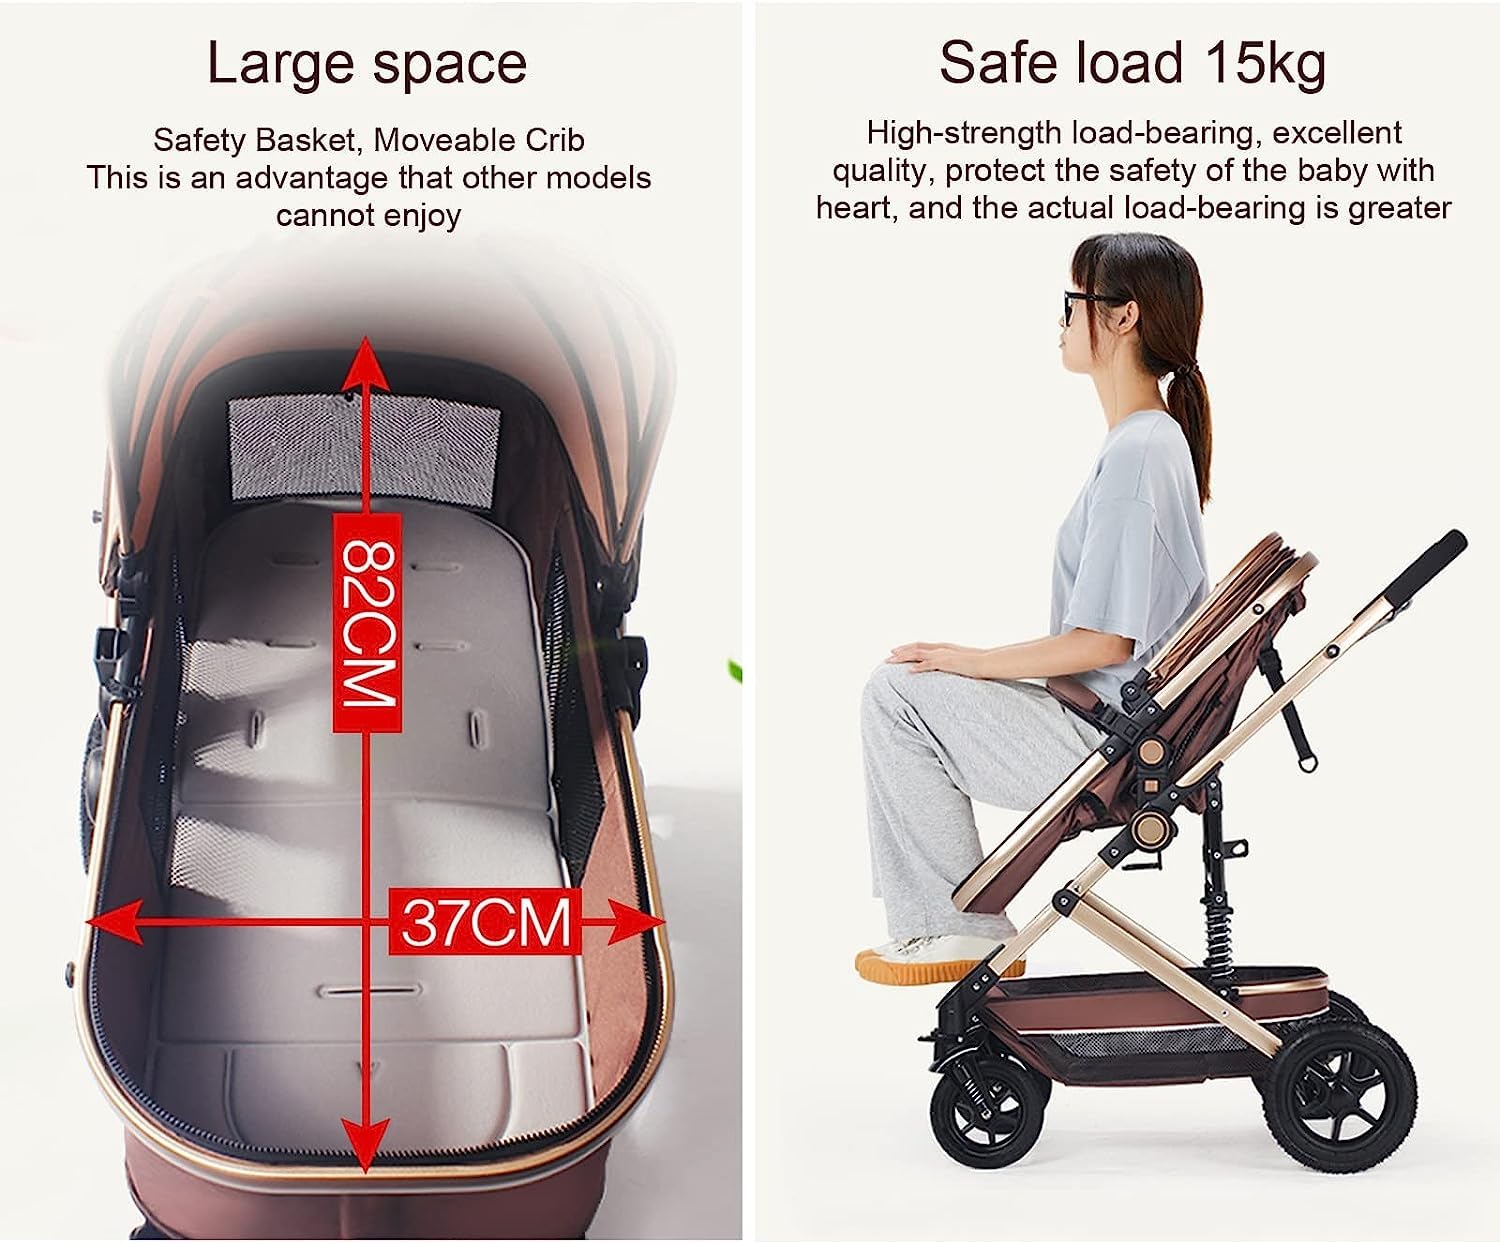 Large space
Safety Basket, Moveable Crib
This is an advantage that other models
cannot enjoy
82CM
37CM
Safe load 15kg
High-strength load-bearing, excellent
quality, protect the safety of the baby with
heart, and the actual load-bearing is greater